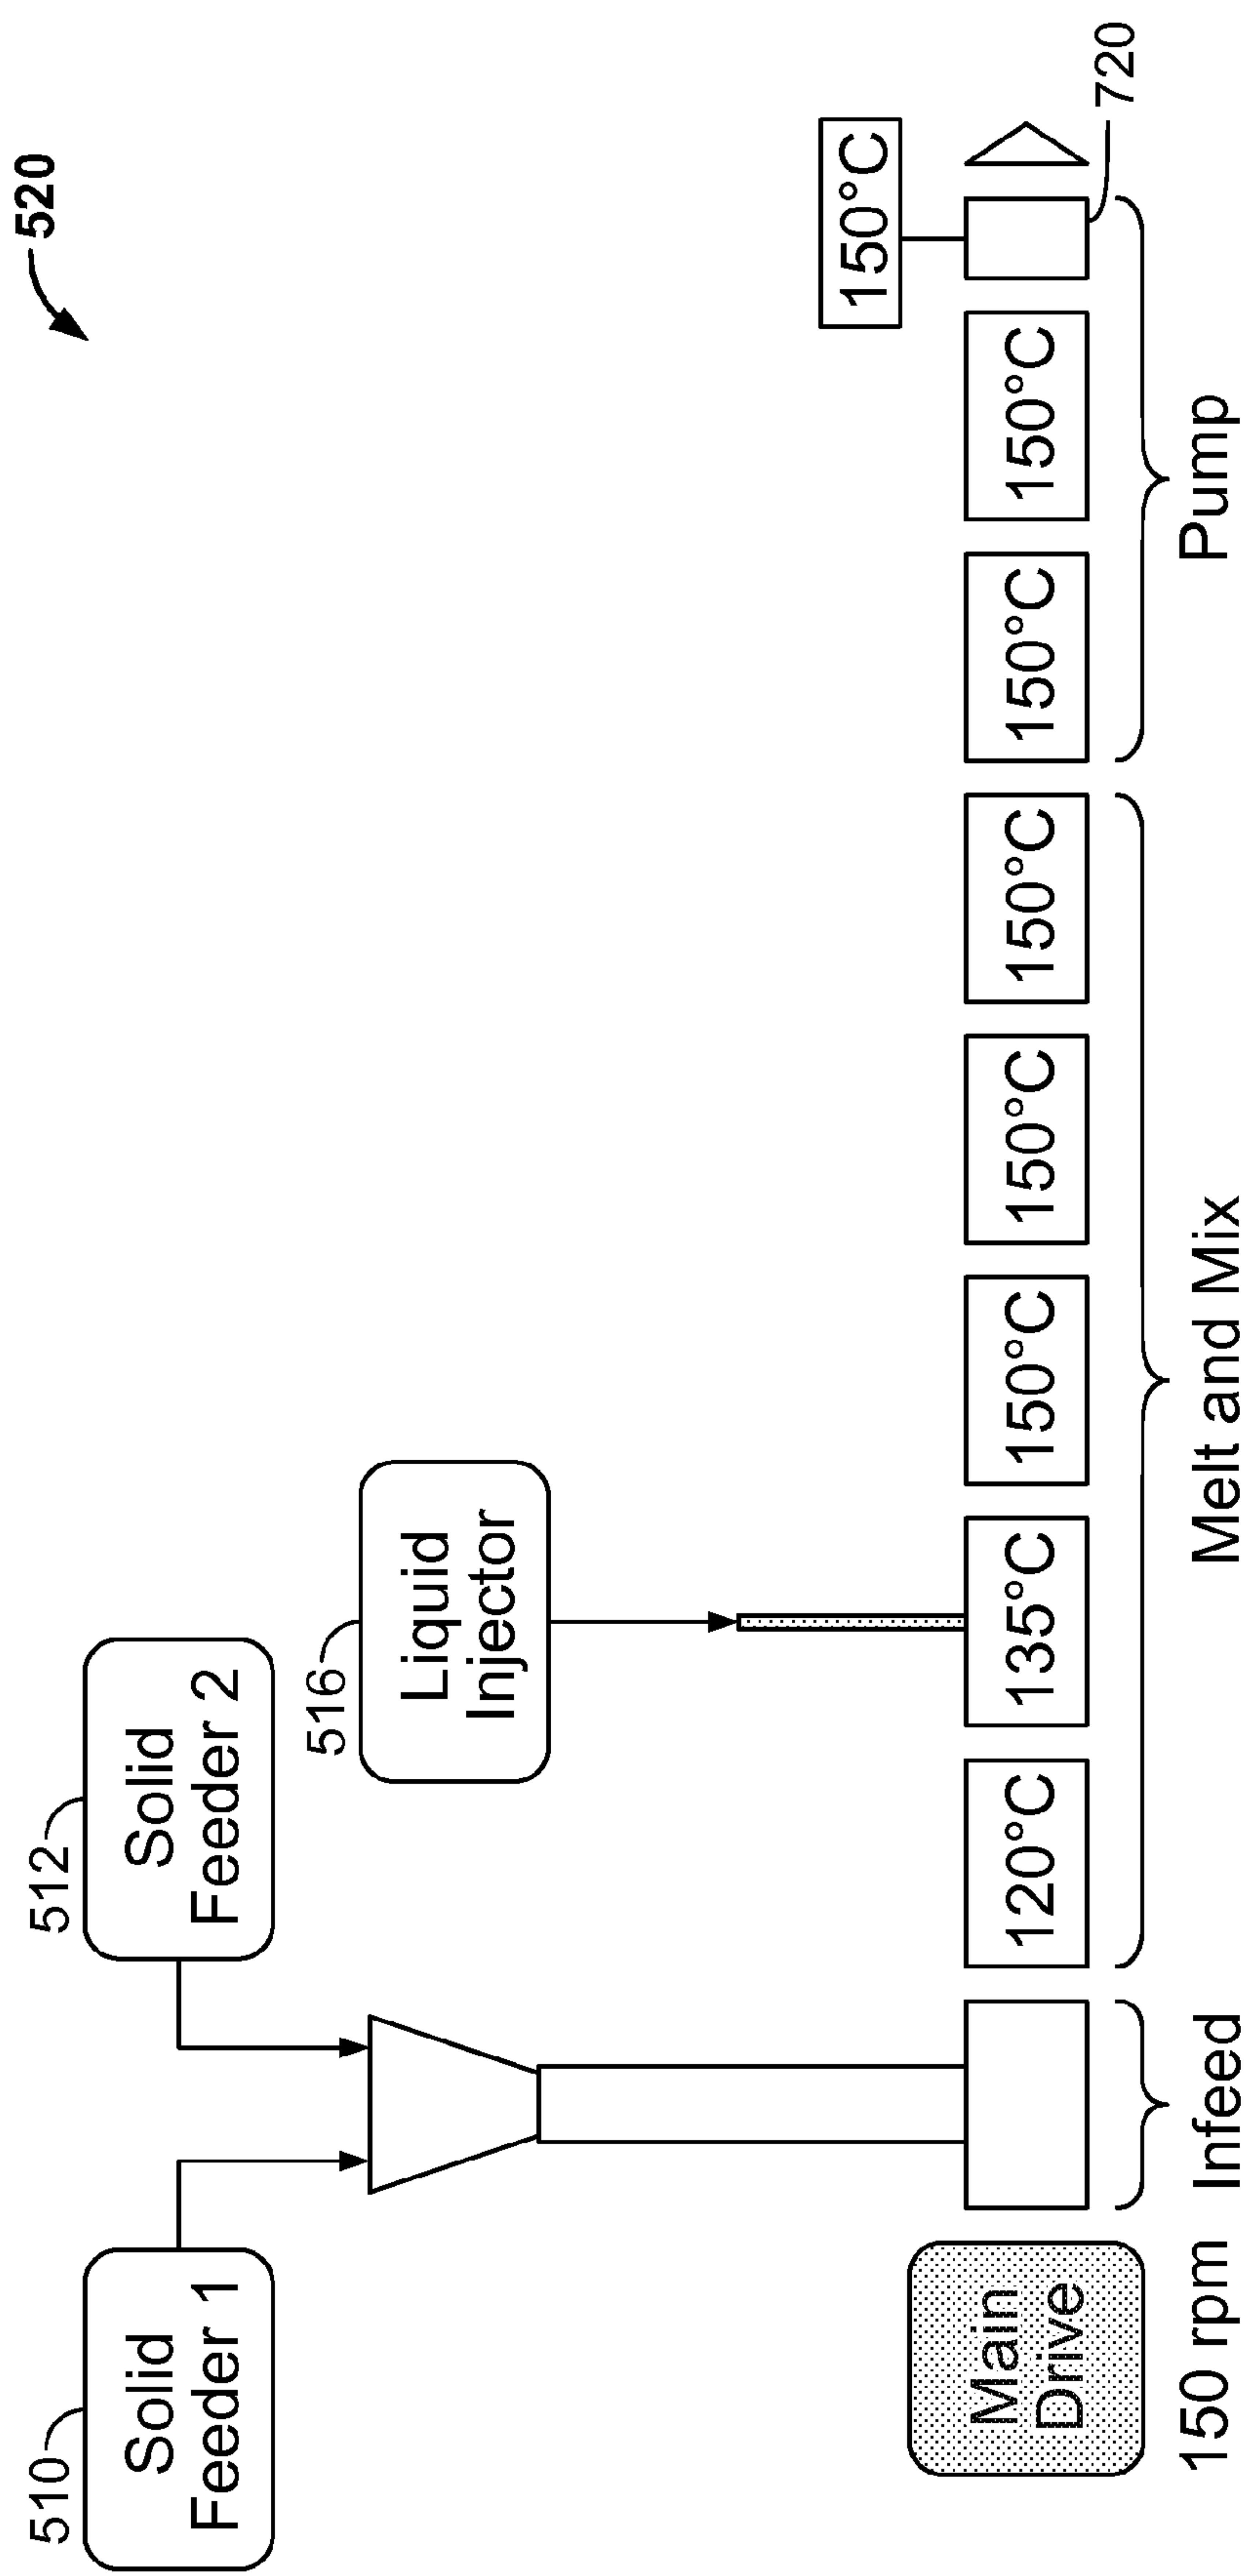 520
510
Solid
Feeder 1
512
Solid
Feeder 2
516
Liquid
Injector
150°C
Main
Drive
120°C
135°C
150°C
150°C
150°C
150°C
150°C
720
150 rpm
Infeed
Melt and Mix
Pump